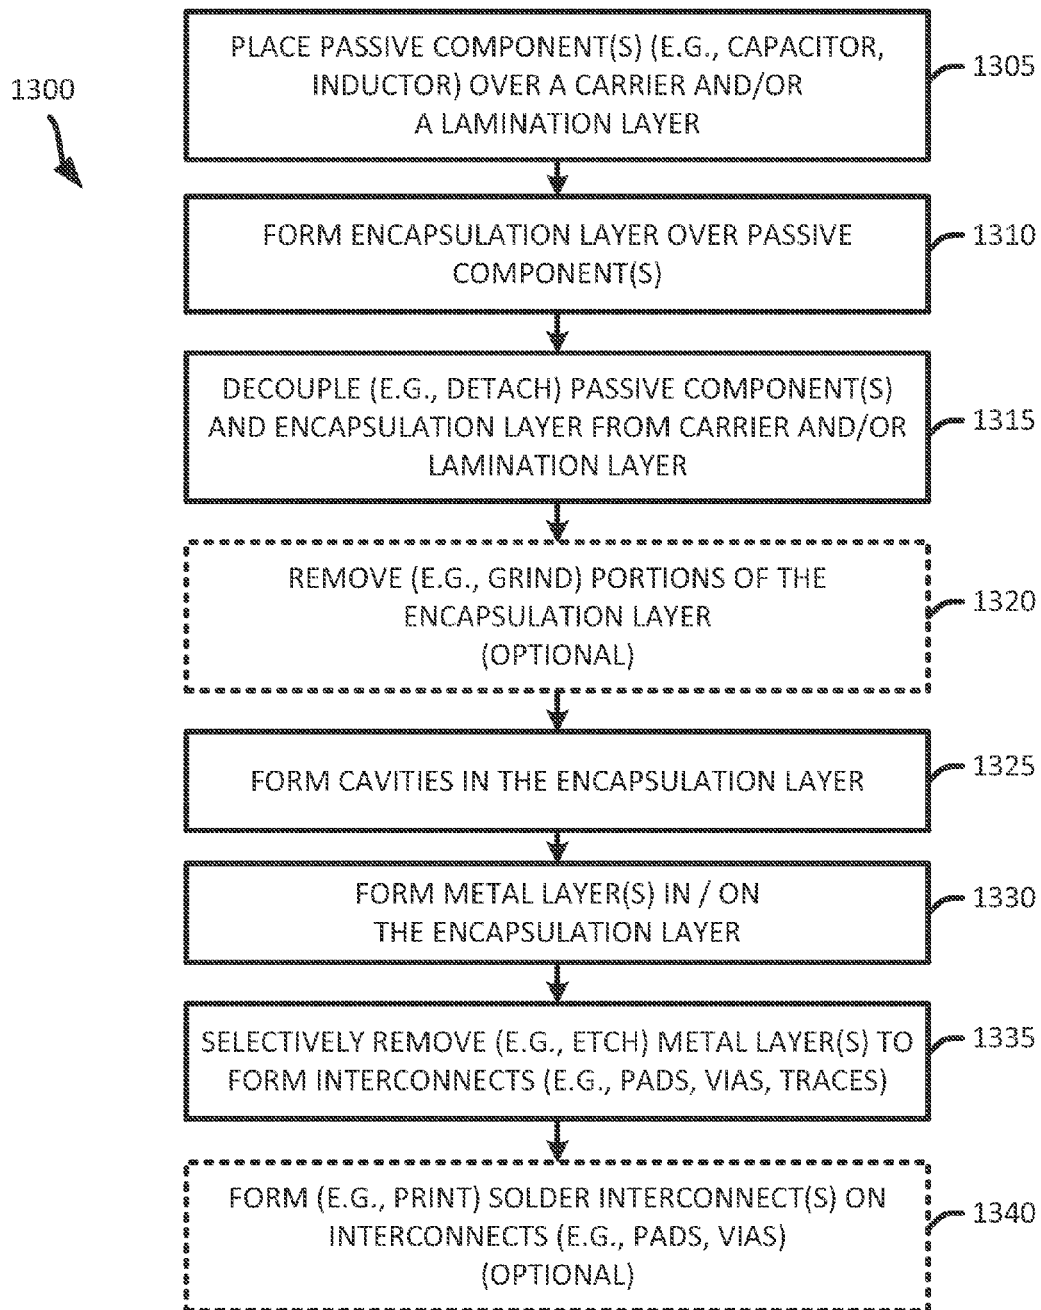 1300
PLACE PASSIVE COMPONENT(S) (E.G., CAPACITOR,
INDUCTOR) OVER A CARRIER AND/OR
A LAMINATION LAYER
1305
FORM ENCAPSULATION LAYER OVER PASSIVE
COMPONENT(S)
1310
DECOUPLE (E.G., DETACH) PASSIVE COMPONENT(S)
AND ENCAPSULATION LAYER FROM CARRIER AND/OR
LAMINATION LAYER
1315
REMOVE (E.G., GRIND) PORTIONS OF THE
ENCAPSULATION LAYER
(OPTIONAL)
1320
FORM CAVITIES IN THE ENCAPSULATION LAYER
1325
FORM METAL LAYER(S) IN / ON
THE ENCAPSULATION LAYER
1330
SELECTIVELY REMOVE (E.G., ETCH) METAL LAYER(S) TO
FORM INTERCONNECTS (E.G., PADS, VIAS, TRACES)
1335
FORM (E.G., PRINT) SOLDER INTERCONNECT(S) ON
INTERCONNECTS (E.G., PADS, VIAS)
(OPTIONAL)
1340